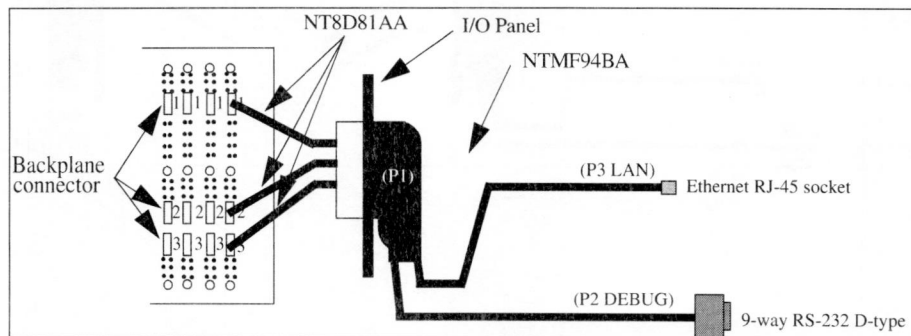 NT8D81AA
I/O Panel
NTMF94BA
1 1 1 1
Backplane
connector
(P1)
(P3 LAN)
Ethernet RJ-45 socket
2 2 2 2
3 3 3 3
(P2 DEBUG)
9-way RS-232 D-type